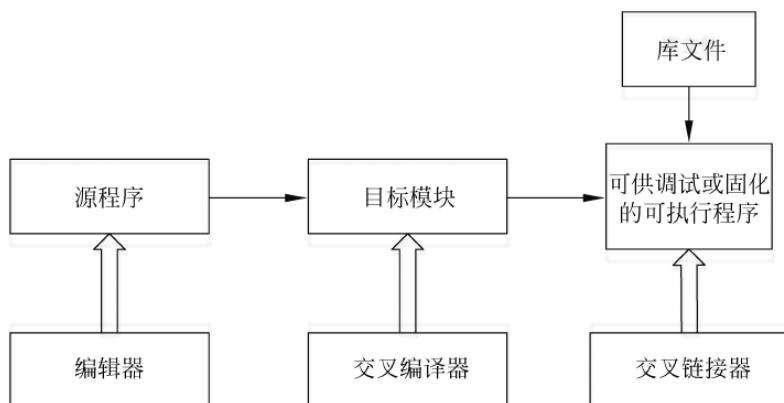 库文件
源程序
目标模块
可供调试或固化
的可执行程序
编辑器
交叉编译器
交叉链接器